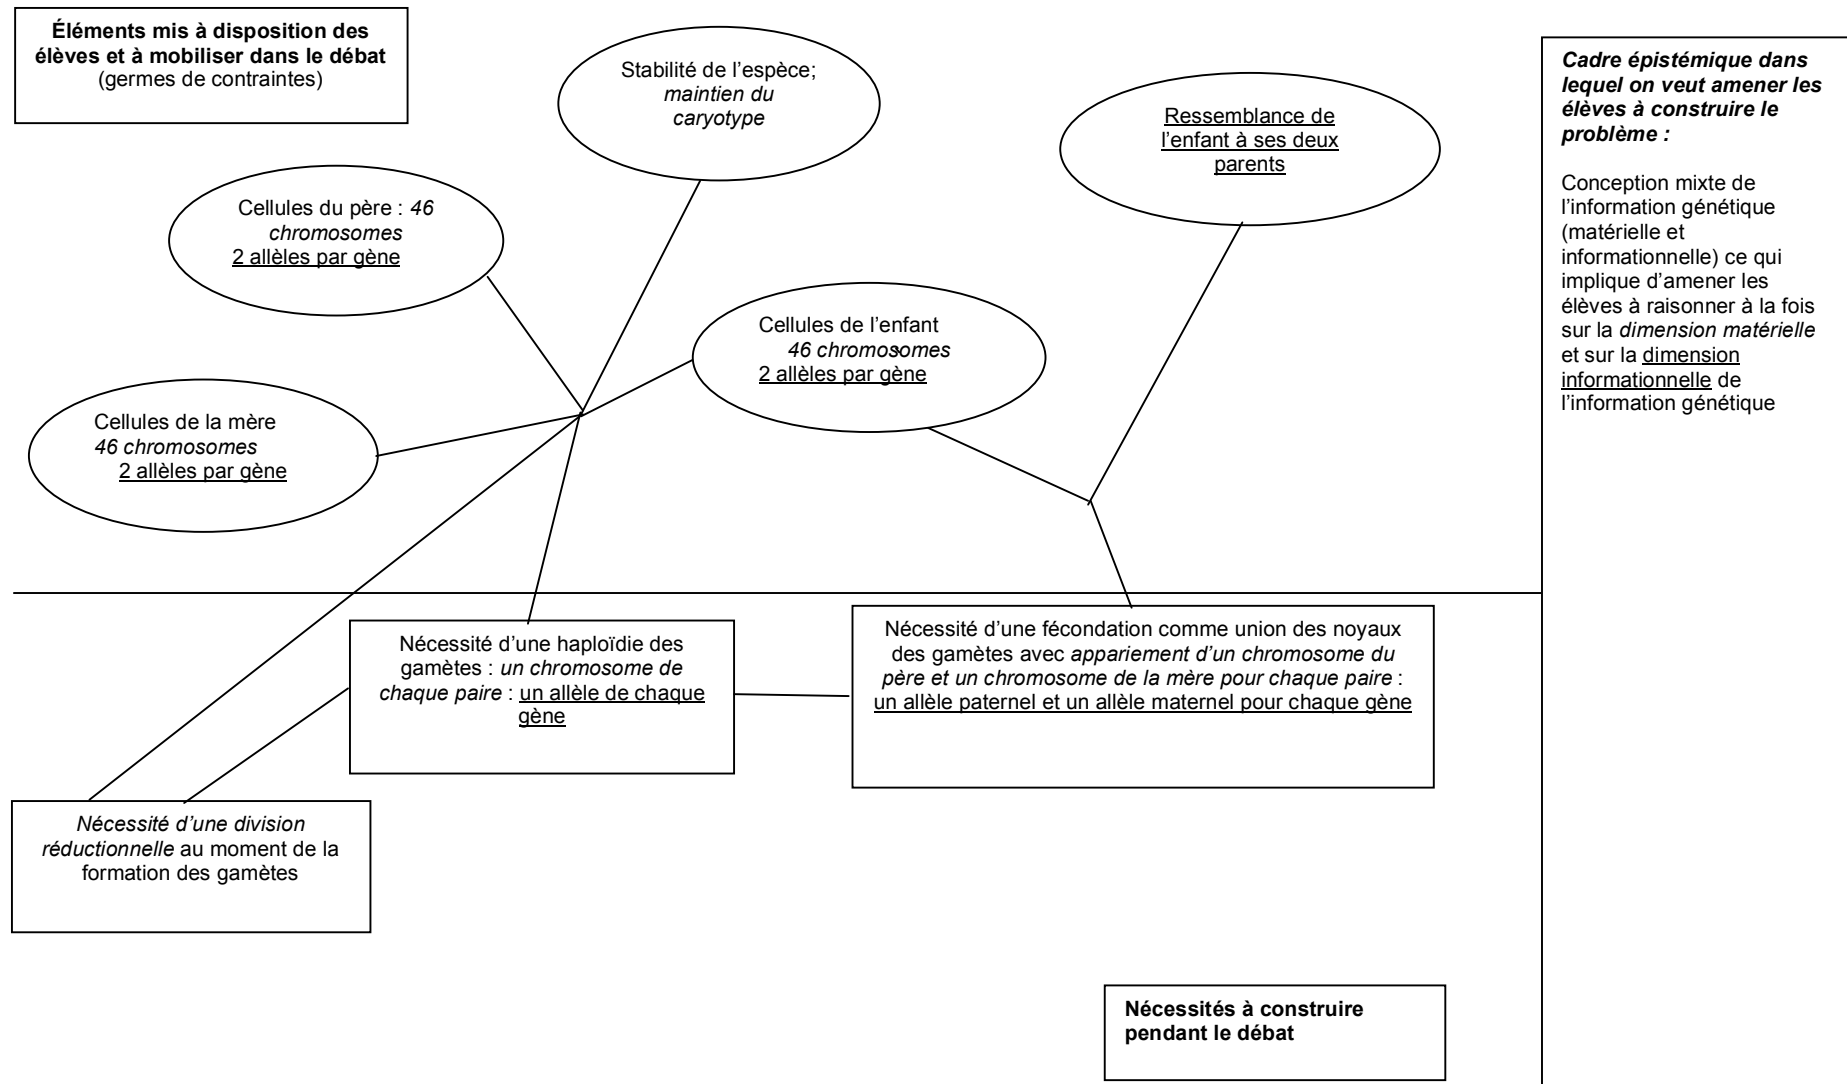 Éléments mis à disposition des
élèves et à mobiliser dans le débat
(germes de contraintes)
Stabilité de l'espèce;
maintien du
caryotype
Ressemblance de
l'enfant à ses deux
parents
Cellules du père : 46
chromosomes
2 allèles par gène
Cellules de l'enfant
46 chromosomes
2 allèles par gène
Cellules de la mère
46 chromosomes
2 allèles par gène
Nécessité d'une haploïdie des
gamètes : un chromosome de
chaque paire : un allèle de chaque
gène
Nécessité d'une fécondation comme union des noyaux
des gamètes avec appariement d'un chromosome du
père et un chromosome de la mère pour chaque paire :
un allèle paternel et un allèle maternel pour chaque gène
Nécessité d'une division
réductionnelle au moment de la
formation des gamètes
Nécessités à construire
pendant le débat
Cadre épistémique dans
lequel on veut amener les
élèves à construire le
problème :
Conception mixte de
l'information génétique
(matérielle et
informationnelle) ce qui
implique d'amener les
élèves à raisonner à la fois
sur la dimension matérielle
et sur la dimension
informationnelle de
l'information génétique